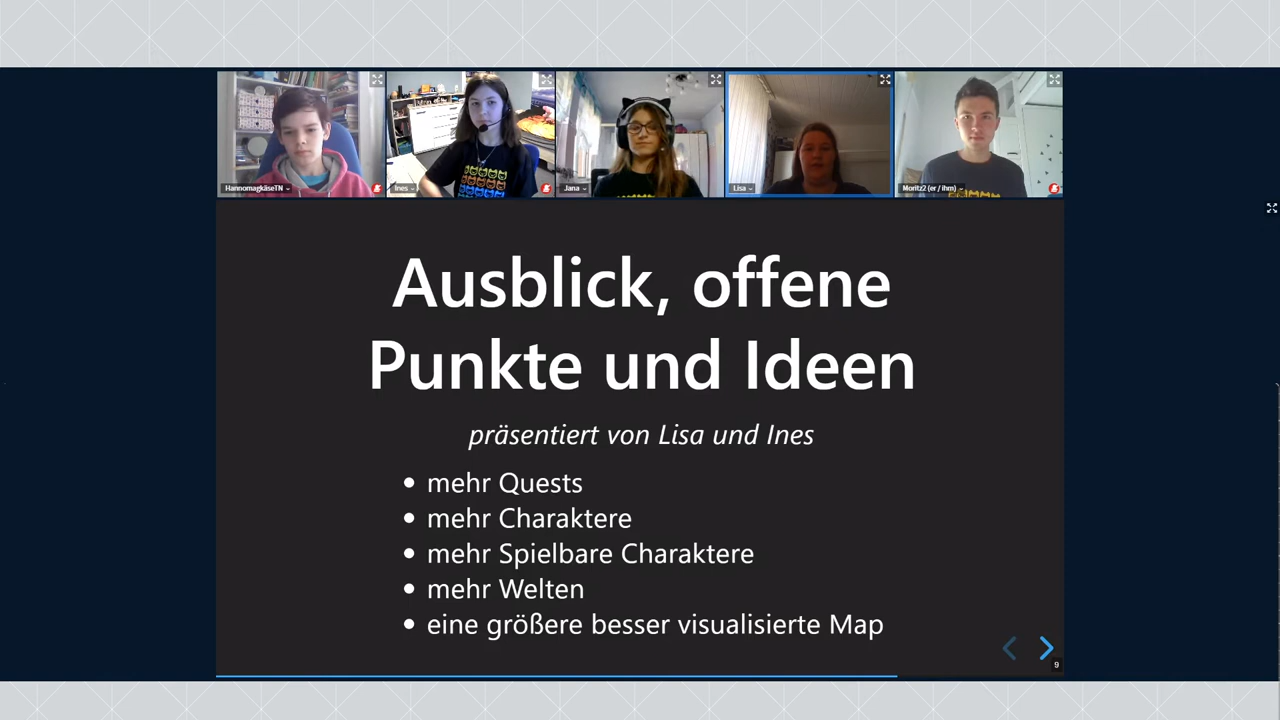 HannomagkäseTN
Ines
Jana
Lisa
Moritz2 (er / ihm)
Ausblick, offene
Punkte und Ideen
präsentiert von Lisa und Ines
• mehr Quests
• mehr Charaktere
• mehr Spielbare Charaktere
• mehr Welten
• eine größere besser visualisierte Map
9